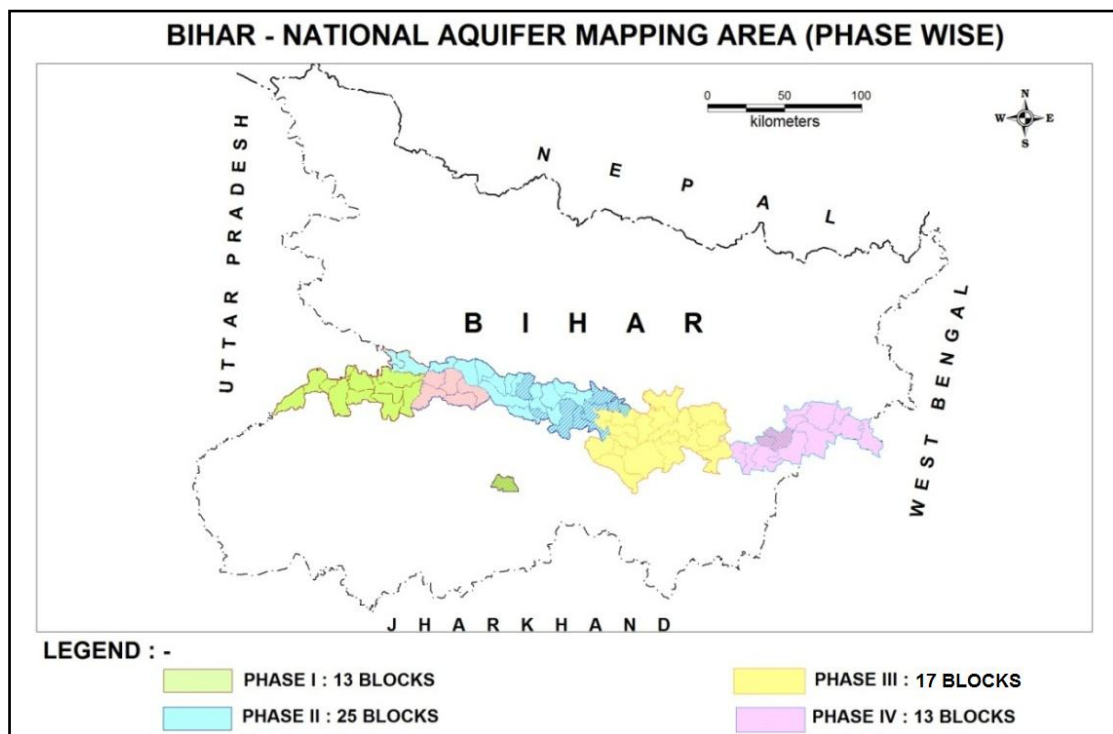 BIHAR - NATIONAL AQUIFER MAPPING AREA (PHASE WISE)
0 50 100
kilometers
N
W E
S
NEPAL
UTTAR PRADESH
BIHAR
WEST BENGAL
JHARKHAND
LEGEND : -
PHASE I : 13 BLOCKS
PHASE III : 17 BLOCKS
PHASE II : 25 BLOCKS
PHASE IV : 13 BLOCKS